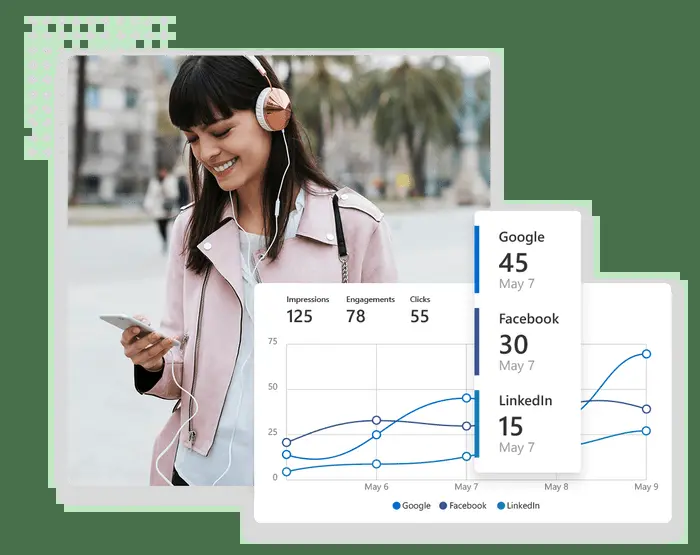 Google
45
May 7
Facebook
30
May 7
LinkedIn
15
May 7
Impressions Engagements Clicks
125 78 55
75
50
25
0
May 6 May 7 May 8 May 9
Google Facebook LinkedIn